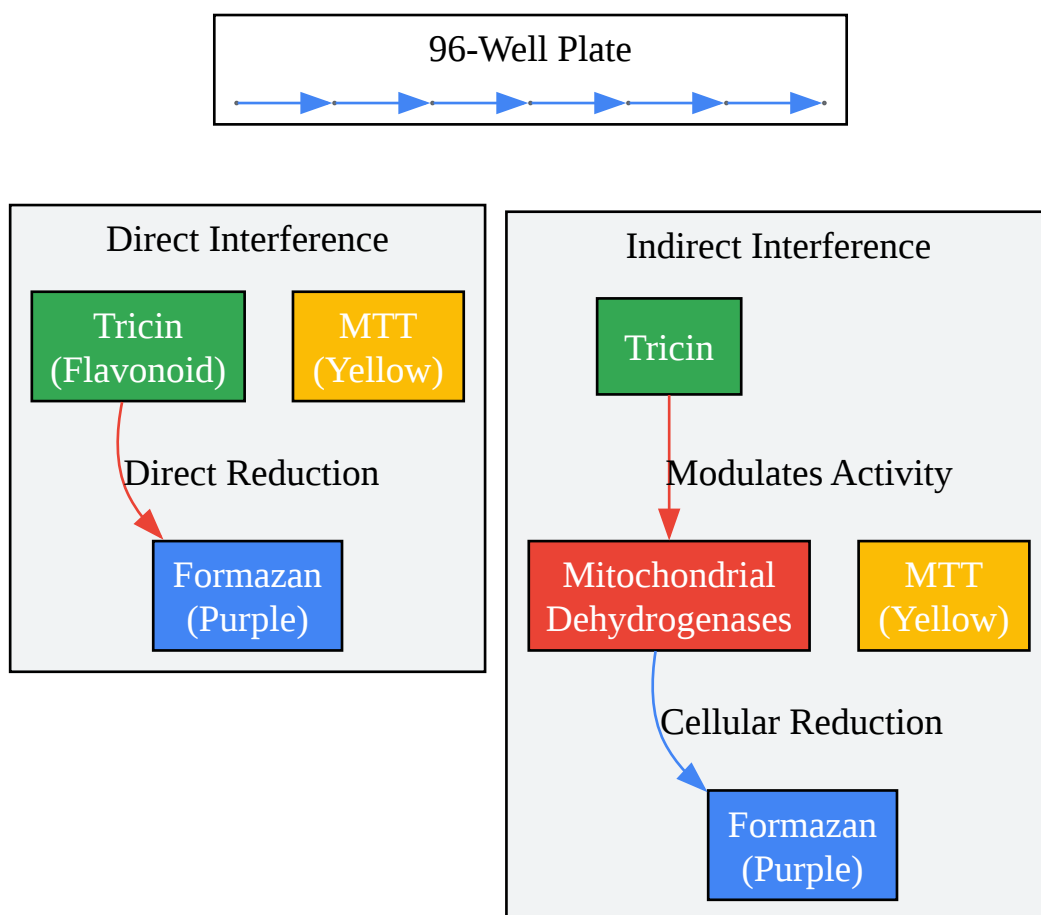 96-Well Plate
Direct Interference
Tricin
(Flavonoid)
MTT
(Yellow)
Direct Reduction
Formazan
(Purple)
Indirect Interference
Tricin
Modulates Activity
Mitochondrial
Dehydrogenases
MTT
(Yellow)
Cellular Reduction
Formazan
(Purple)